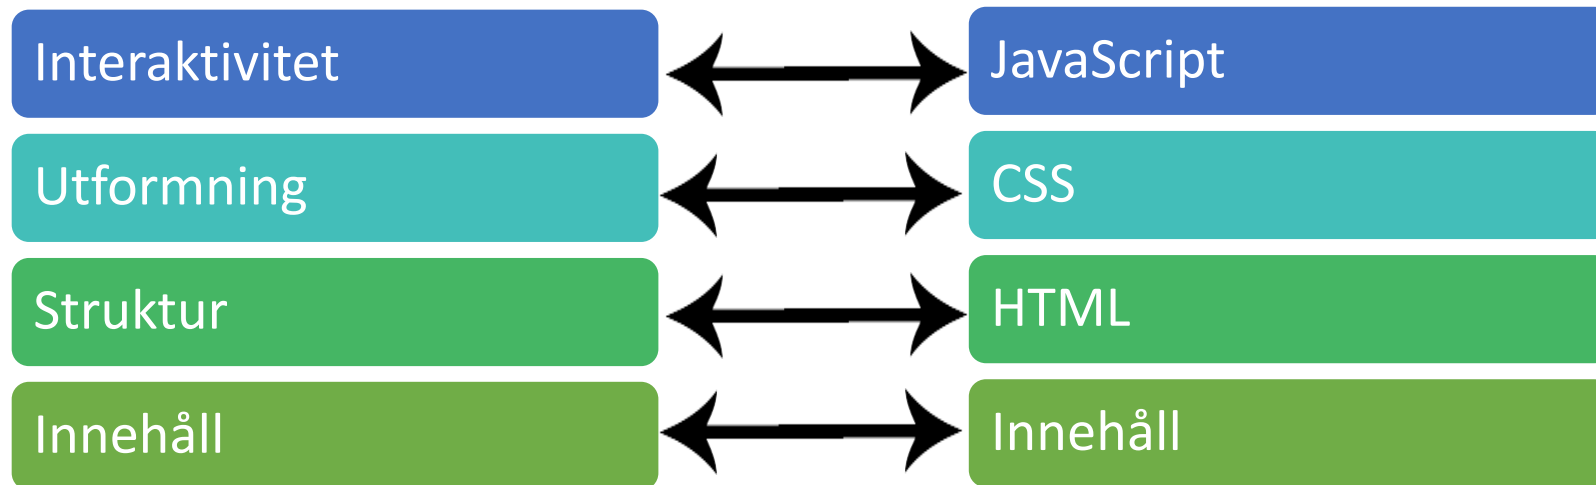 Interaktivitet
JavaScript
Utformning
CSS
Struktur
HTML
Innehåll
Innehåll